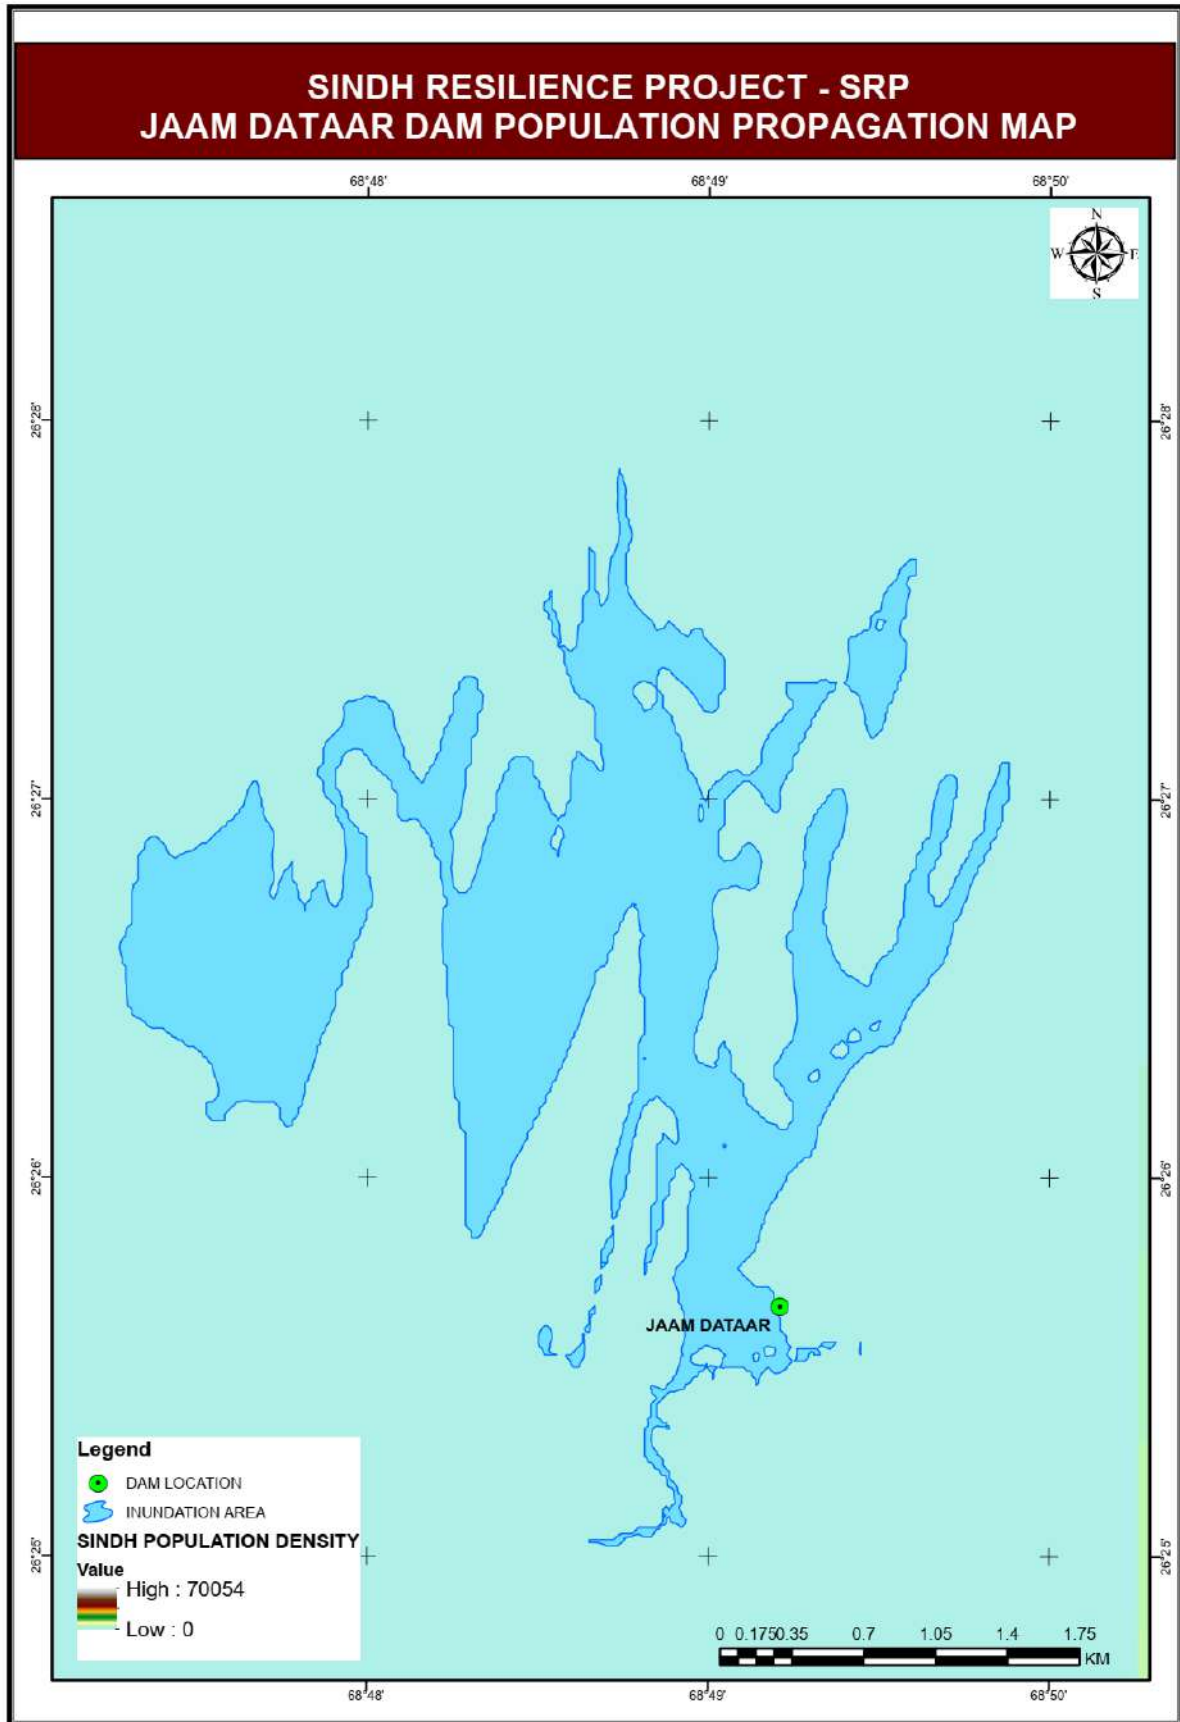 SINDH RESILIENCE PROJECT - SRP
JAAM DATAAR DAM POPULATION PROPAGATION MAP
68°48' 68°49' 68°50'
N
W E
S
26°28' 26°28'
26°27' 26°27'
26°26' 26°26'
JAAM DATAAR
Legend
DAM LOCATION
INUNDATION AREA
SINDH POPULATION DENSITY
Value
High : 70054
Low : 0
26°25' 26°25'
0 0.175 0.35 0.7 1.05 1.4 1.75
KM
68°48' 68°49' 68°50'